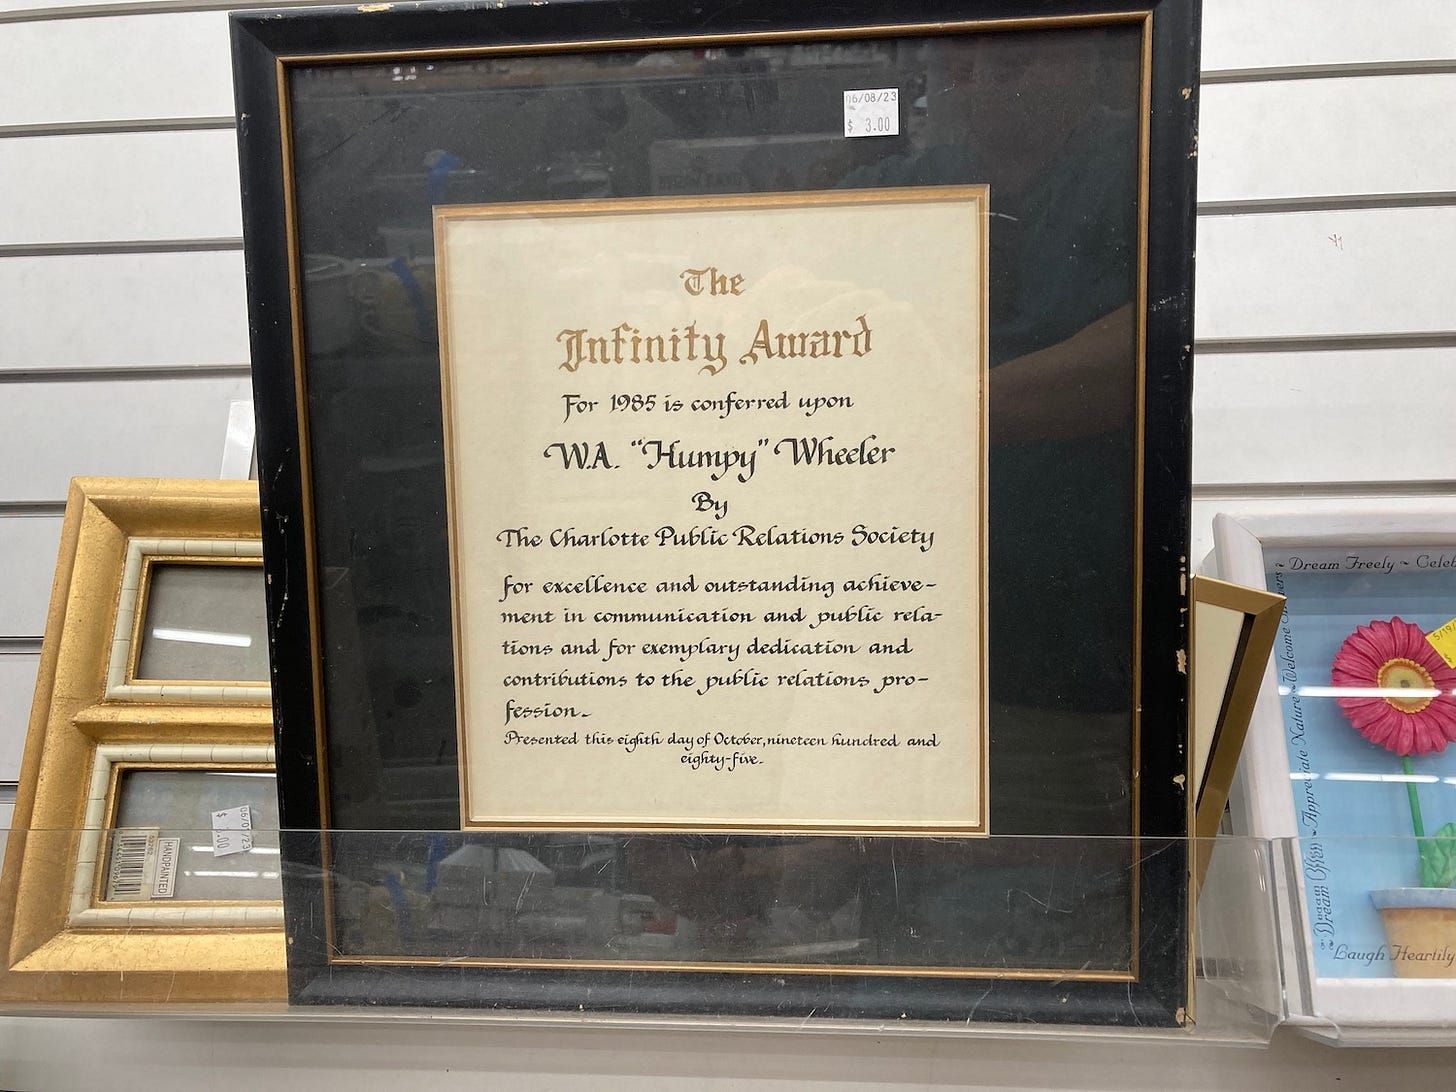 06/08/23
$ 3.00
The
Infinity Award
For 1985 is conferred upon
W.A. "Humpy" Wheeler
By
The Charlotte Public Relations Society
for excellence and outstanding achieve-
ment in communication and public rela-
tions and for exemplary dedication and
contributions to the public relations pro-
fession.
Presented this eighth day of October, nineteen hundred and
eighty-five.
HANDPAINTED
Dream Freely ~
Appreciate Nature ~ Welcome
Dream Often ~
Laugh Heartily